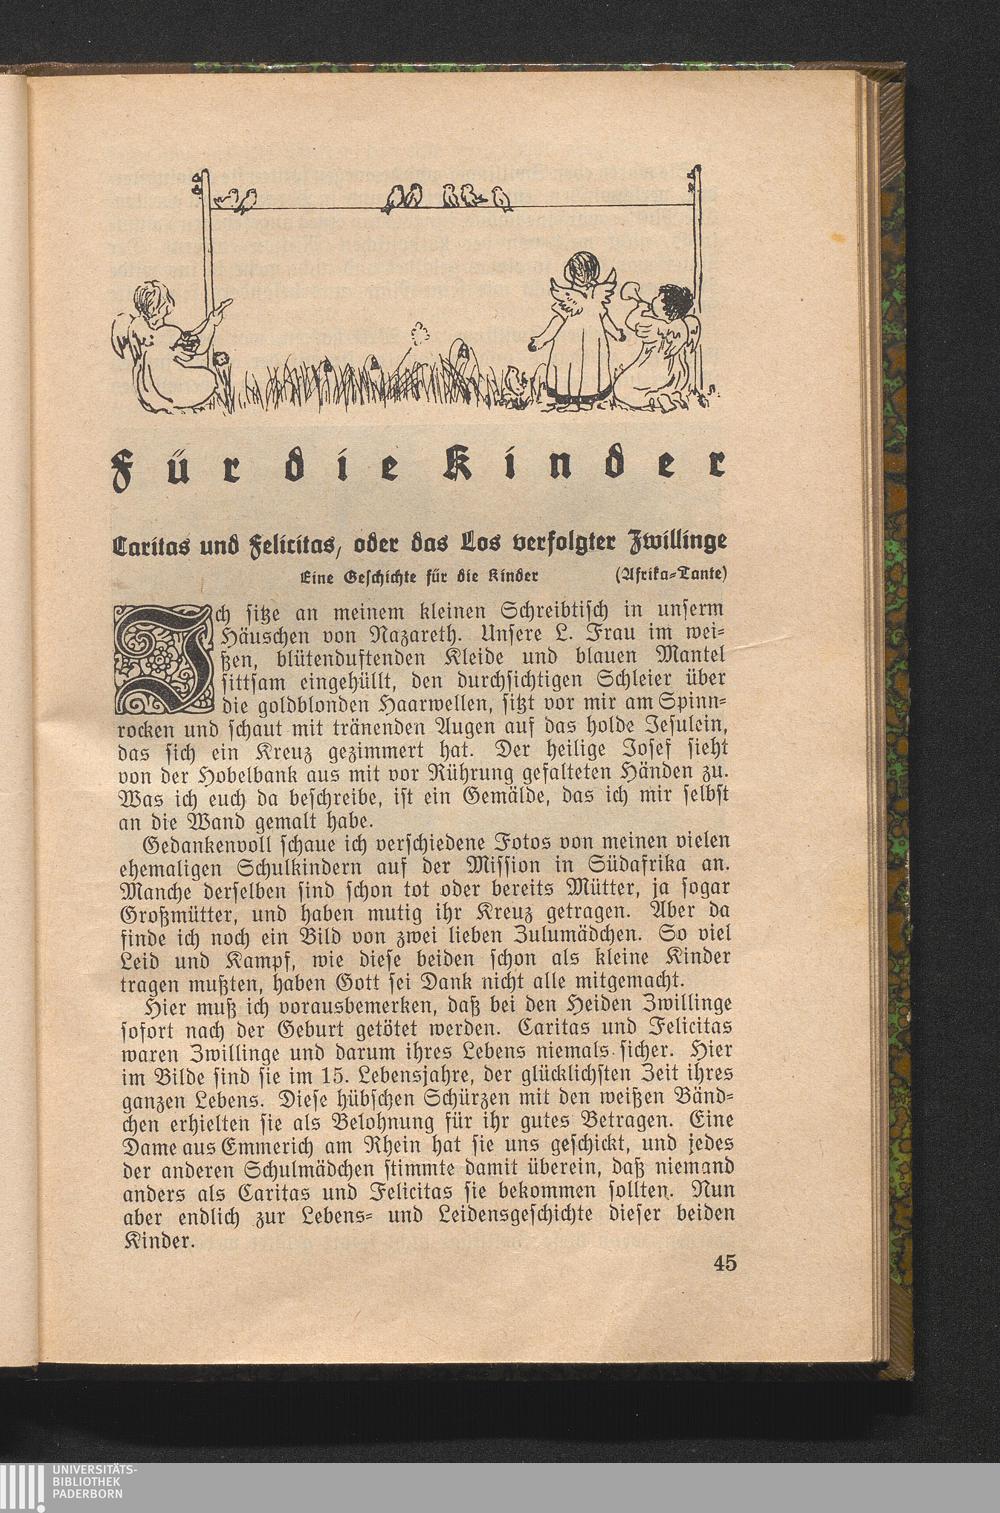 Für die Kinder
Caritas und Felicitas, oder das Los verfolgter Zwillinge
Eine Geschichte für die Kinder (Afrika-Tante)
Ich sitze an meinem kleinen Schreibtisch in unserm
Häuschen von Nazareth. Unsere L. Frau im wei-
ßen, blütenduftenden Kleide und blauen Mantel
sittsam eingehüllt, den durchsichtigen Schleier über
die goldblonden Haarwellen, sitzt vor mir am Spinn-
rocken und schaut mit tränenden Augen auf das holde Jesulein,
das sich ein Kreuz gezimmert hat. Der heilige Josef sieht
von der Hobelbank aus mit vor Rührung gefalteten Händen zu.
Was ich euch da beschreibe, ist ein Gemälde, das ich mir selbst
an die Wand gemalt habe.
Gedankenvoll schaue ich verschiedene Fotos von meinen vielen
ehemaligen Schulkindern auf der Mission in Südafrika an.
Manche derselben sind schon tot oder bereits Mütter, ja sogar
Großmütter, und haben mutig ihr Kreuz getragen. Aber da
finde ich noch ein Bild von zwei lieben Zulumädchen. So viel
Leid und Kampf, wie diese beiden schon als kleine Kinder
tragen mußten, haben Gott sei Dank nicht alle mitgemacht.
Hier muß ich vorausbemerken, daß bei den Heiden Zwillinge
sofort nach der Geburt getötet werden. Caritas und Felicitas
waren Zwillinge und darum ihres Lebens niemals sicher. Hier
im Bilde sind sie im 15. Lebensjahre, der glücklichsten Zeit ihres
ganzen Lebens. Diese hübschen Schürzen mit den weißen Bänd-
chen erhielten sie als Belohnung für ihr gutes Betragen. Eine
Dame aus Emmerich am Rhein hat sie uns geschickt, und jedes
der anderen Schulmädchen stimmte damit überein, daß niemand
anders als Caritas und Felicitas sie bekommen sollten. Nun
aber endlich zur Lebens- und Leidensgeschichte dieser beiden
Kinder.
45
UNIVERSITÄTS-
BIBLIOTHEK
PADERBORN